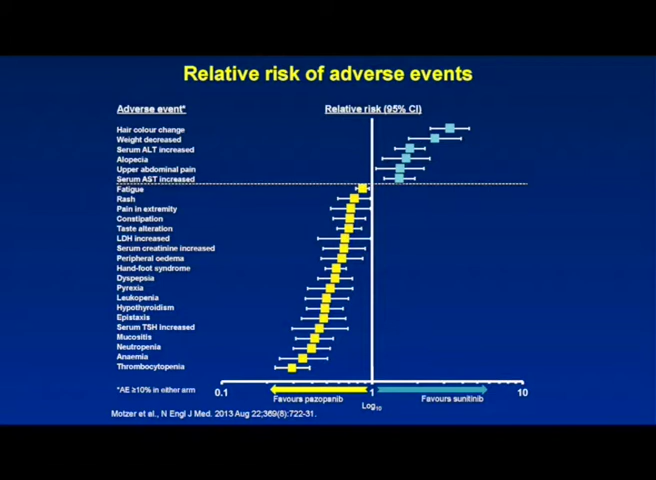 Relative risk of adverse events
Adverse event* Relative risk (95% CI)
Hair colour change
Weight decreased
Serum ALT increased
Alopecia
Upper abdominal pain
Serum AST increased
Fatigue
Rash
Pain in extremity
Constipation
Taste alteration
LDH increased
Serum creatinine increased
Peripheral oedema
Hand-foot syndrome
Dyspepsia
Pyrexia
Leukopenia
Hypothyroidism
Epistaxis
Serum TSH increased
Mucositis
Neutropenia
Anaemia
Thrombocytopenia
0.1 1 10
*AE ≥10% in either arm
Favours pazopanib Favours sunitinib
Log10
Motzer et al., N Engl J Med. 2013 Aug 22;369(8):722-31.